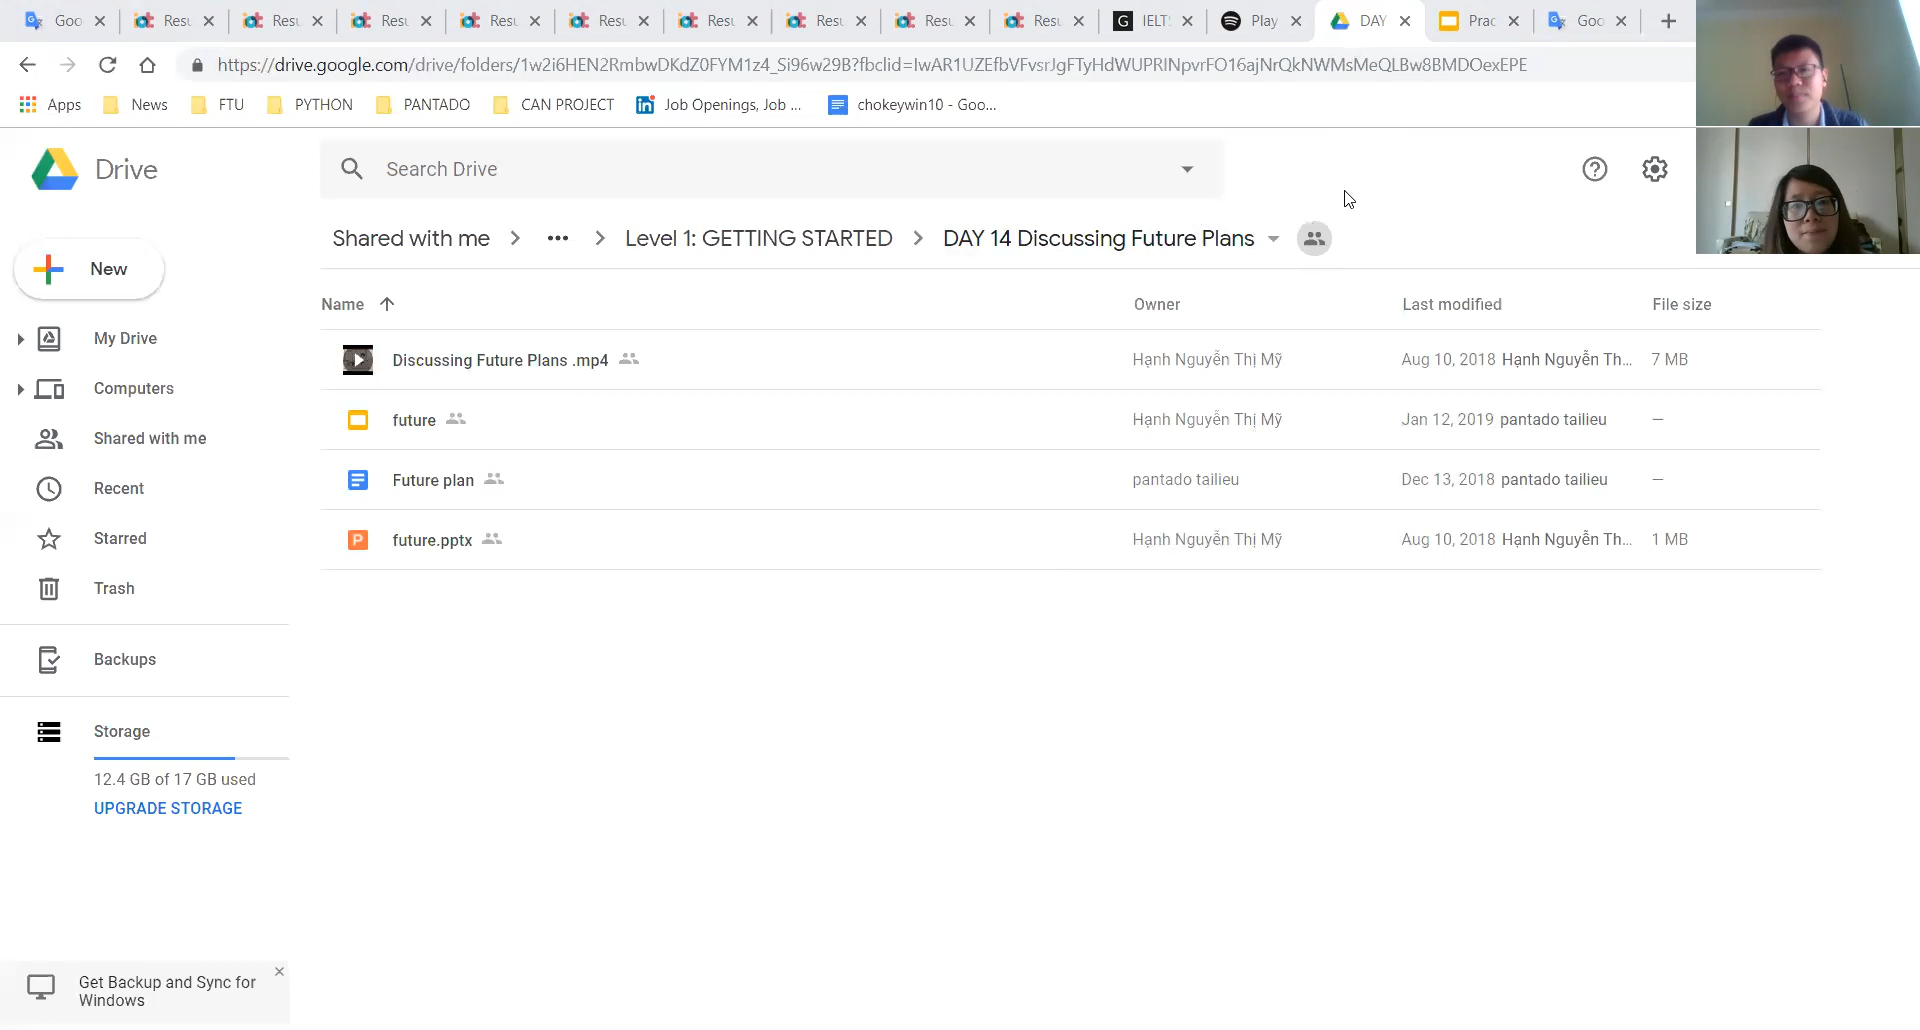 Goo Resu Resu Resu Resu Resu Resu Resu Resu Resu G IELT Play DAY Prac Goo
https://drive.google.com/drive/folders/1w2i6HEN2RmbwDKdZ0FYM1z4_Si96w29B?fbclid=IwAR1UZEfbVFvsrJgFTyHdWUPRINpvrFO16ajNrQkNWMsMeQLBw8BMDOexEPE
Apps News FTU PYTHON PANTADO CAN PROJECT in Job Openings, Job ... chokeywin10 - Goo...
Drive Search Drive
Shared with me > ••• > Level 1: GETTING STARTED > DAY 14 Discussing Future Plans
New
Name Owner Last modified File size
My Drive
Discussing Future Plans .mp4 Hạnh Nguyễn Thị Mỹ Aug 10, 2018 Hạnh Nguyễn Th... 7 MB
Computers
future Hạnh Nguyễn Thị Mỹ Jan 12, 2019 pantado tailieu —
Shared with me
Future plan pantado tailieu Dec 13, 2018 pantado tailieu —
Recent
P future.pptx Hạnh Nguyễn Thị Mỹ Aug 10, 2018 Hạnh Nguyễn Th... 1 MB
Starred
Trash
Backups
Storage
12.4 GB of 17 GB used
UPGRADE STORAGE
Get Backup and Sync for
Windows